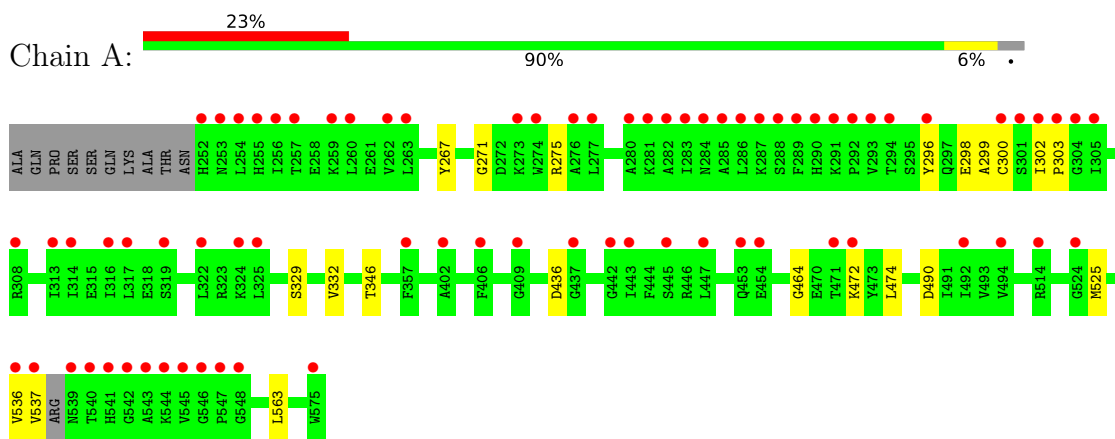 23%
Chain A:
90% 6% •
ALA GLN PRO SER SER GLN LYS ALA THR ASN H252 N253 L254 H255 I256 T257 E258 K259 L260 E261 V262 L263 Y267 G271 D272 K273 W274 R275 A276 L277 A280 K281 A282 I283 N284 A285 L286 K287 S288 F289 H290 K291 P292 V293 T294 S295 Y296 Q297 E298 A299 C300 S301 I302 P303 G304 I305
R308 I313 I314 E315 I316 L317 E318 S319 L322 R323 K324 L325 S329 V332 T346 F357 A402 F406 G409 D436 G437 G442 I443 F444 S445 R446 L447 Q453 E454 G464 E470 T471 K472 Y473 L474 D490 I491 I492 V493 V494 R514 G524 M525
V536 V537 ARG N539 T540 H541 G542 A543 K544 V545 G546 P547 G548 L563 W575